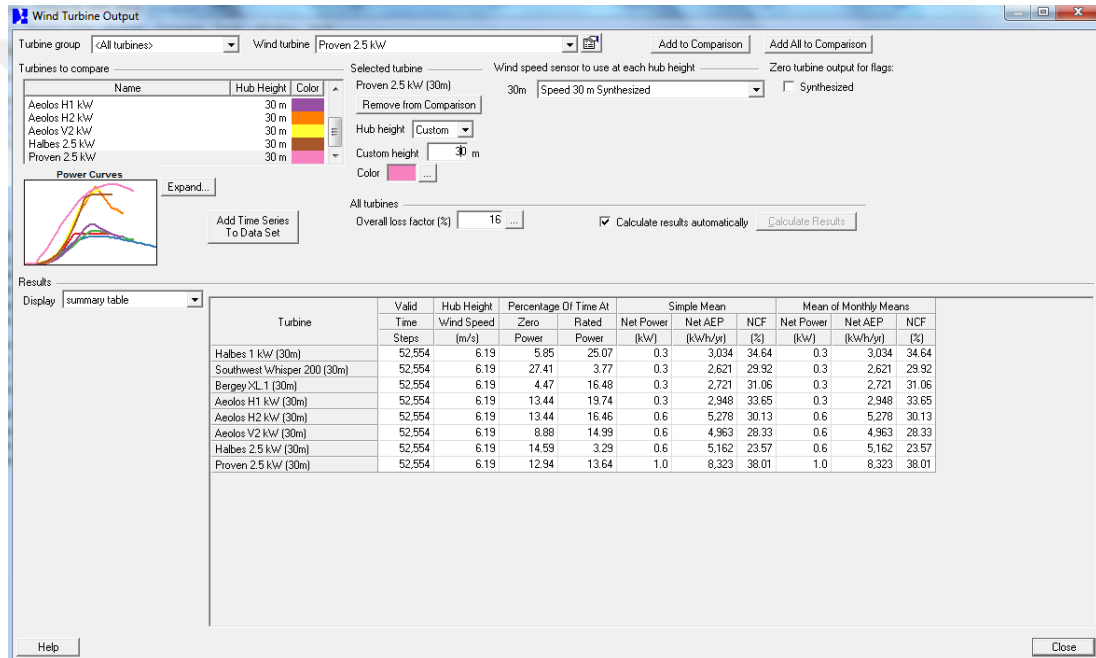 Wind Turbine Output
Turbine group <All turbines> Wind turbine Proven 2.5 kW Add to Comparison Add All to Comparison
Turbines to compare Selected turbine Wind speed sensor to use at each hub height Zero turbine output for flags:
Name Hub Height Color Proven 2.5 kW (30m) 30m Speed 30 m Synthesized Synthesized
Aeolos H1 kW 30 m Remove from Comparison
Aeolos H2 kW 30 m
Aeolos V2 kW 30 m Hub height Custom
Halbes 2.5 kW 30 m
Proven 2.5 kW 30 m Custom height 30 m
Power Curves Color ...
Expand...
All turbines
Add Time Series
To Data Set
Overall loss factor (%) 16 ... Calculate results automatically Calculate Results
Results
Display summary table
Valid Hub Height Percentage Of Time At Simple Mean Mean of Monthly Means
Turbine Time Wind Speed Zero Rated Net Power Net AEP NCF Net Power Net AEP NCF
Steps (m/s) Power Power (kW) (kWh/yr) (%) (kW) (kWh/yr) (%)
Halbes 1 kW (30m) 52,554 6.19 5.85 25.07 0.3 3,034 34.64 0.3 3,034 34.64
Southwest Whisper 200 (30m) 52,554 6.19 27.41 3.77 0.3 2,621 29.92 0.3 2,621 29.92
Bergey XL.1 (30m) 52,554 6.19 4.47 16.48 0.3 2,721 31.06 0.3 2,721 31.06
Aeolos H1 kW (30m) 52,554 6.19 13.44 19.74 0.3 2,948 33.65 0.3 2,948 33.65
Aeolos H2 kW (30m) 52,554 6.19 13.44 16.46 0.6 5,278 30.13 0.6 5,278 30.13
Aeolos V2 kW (30m) 52,554 6.19 8.88 14.99 0.6 4,963 28.33 0.6 4,963 28.33
Halbes 2.5 kW (30m) 52,554 6.19 14.59 3.29 0.6 5,162 23.57 0.6 5,162 23.57
Proven 2.5 kW (30m) 52,554 6.19 12.94 13.64 1.0 8,323 38.01 1.0 8,323 38.01
Help Close